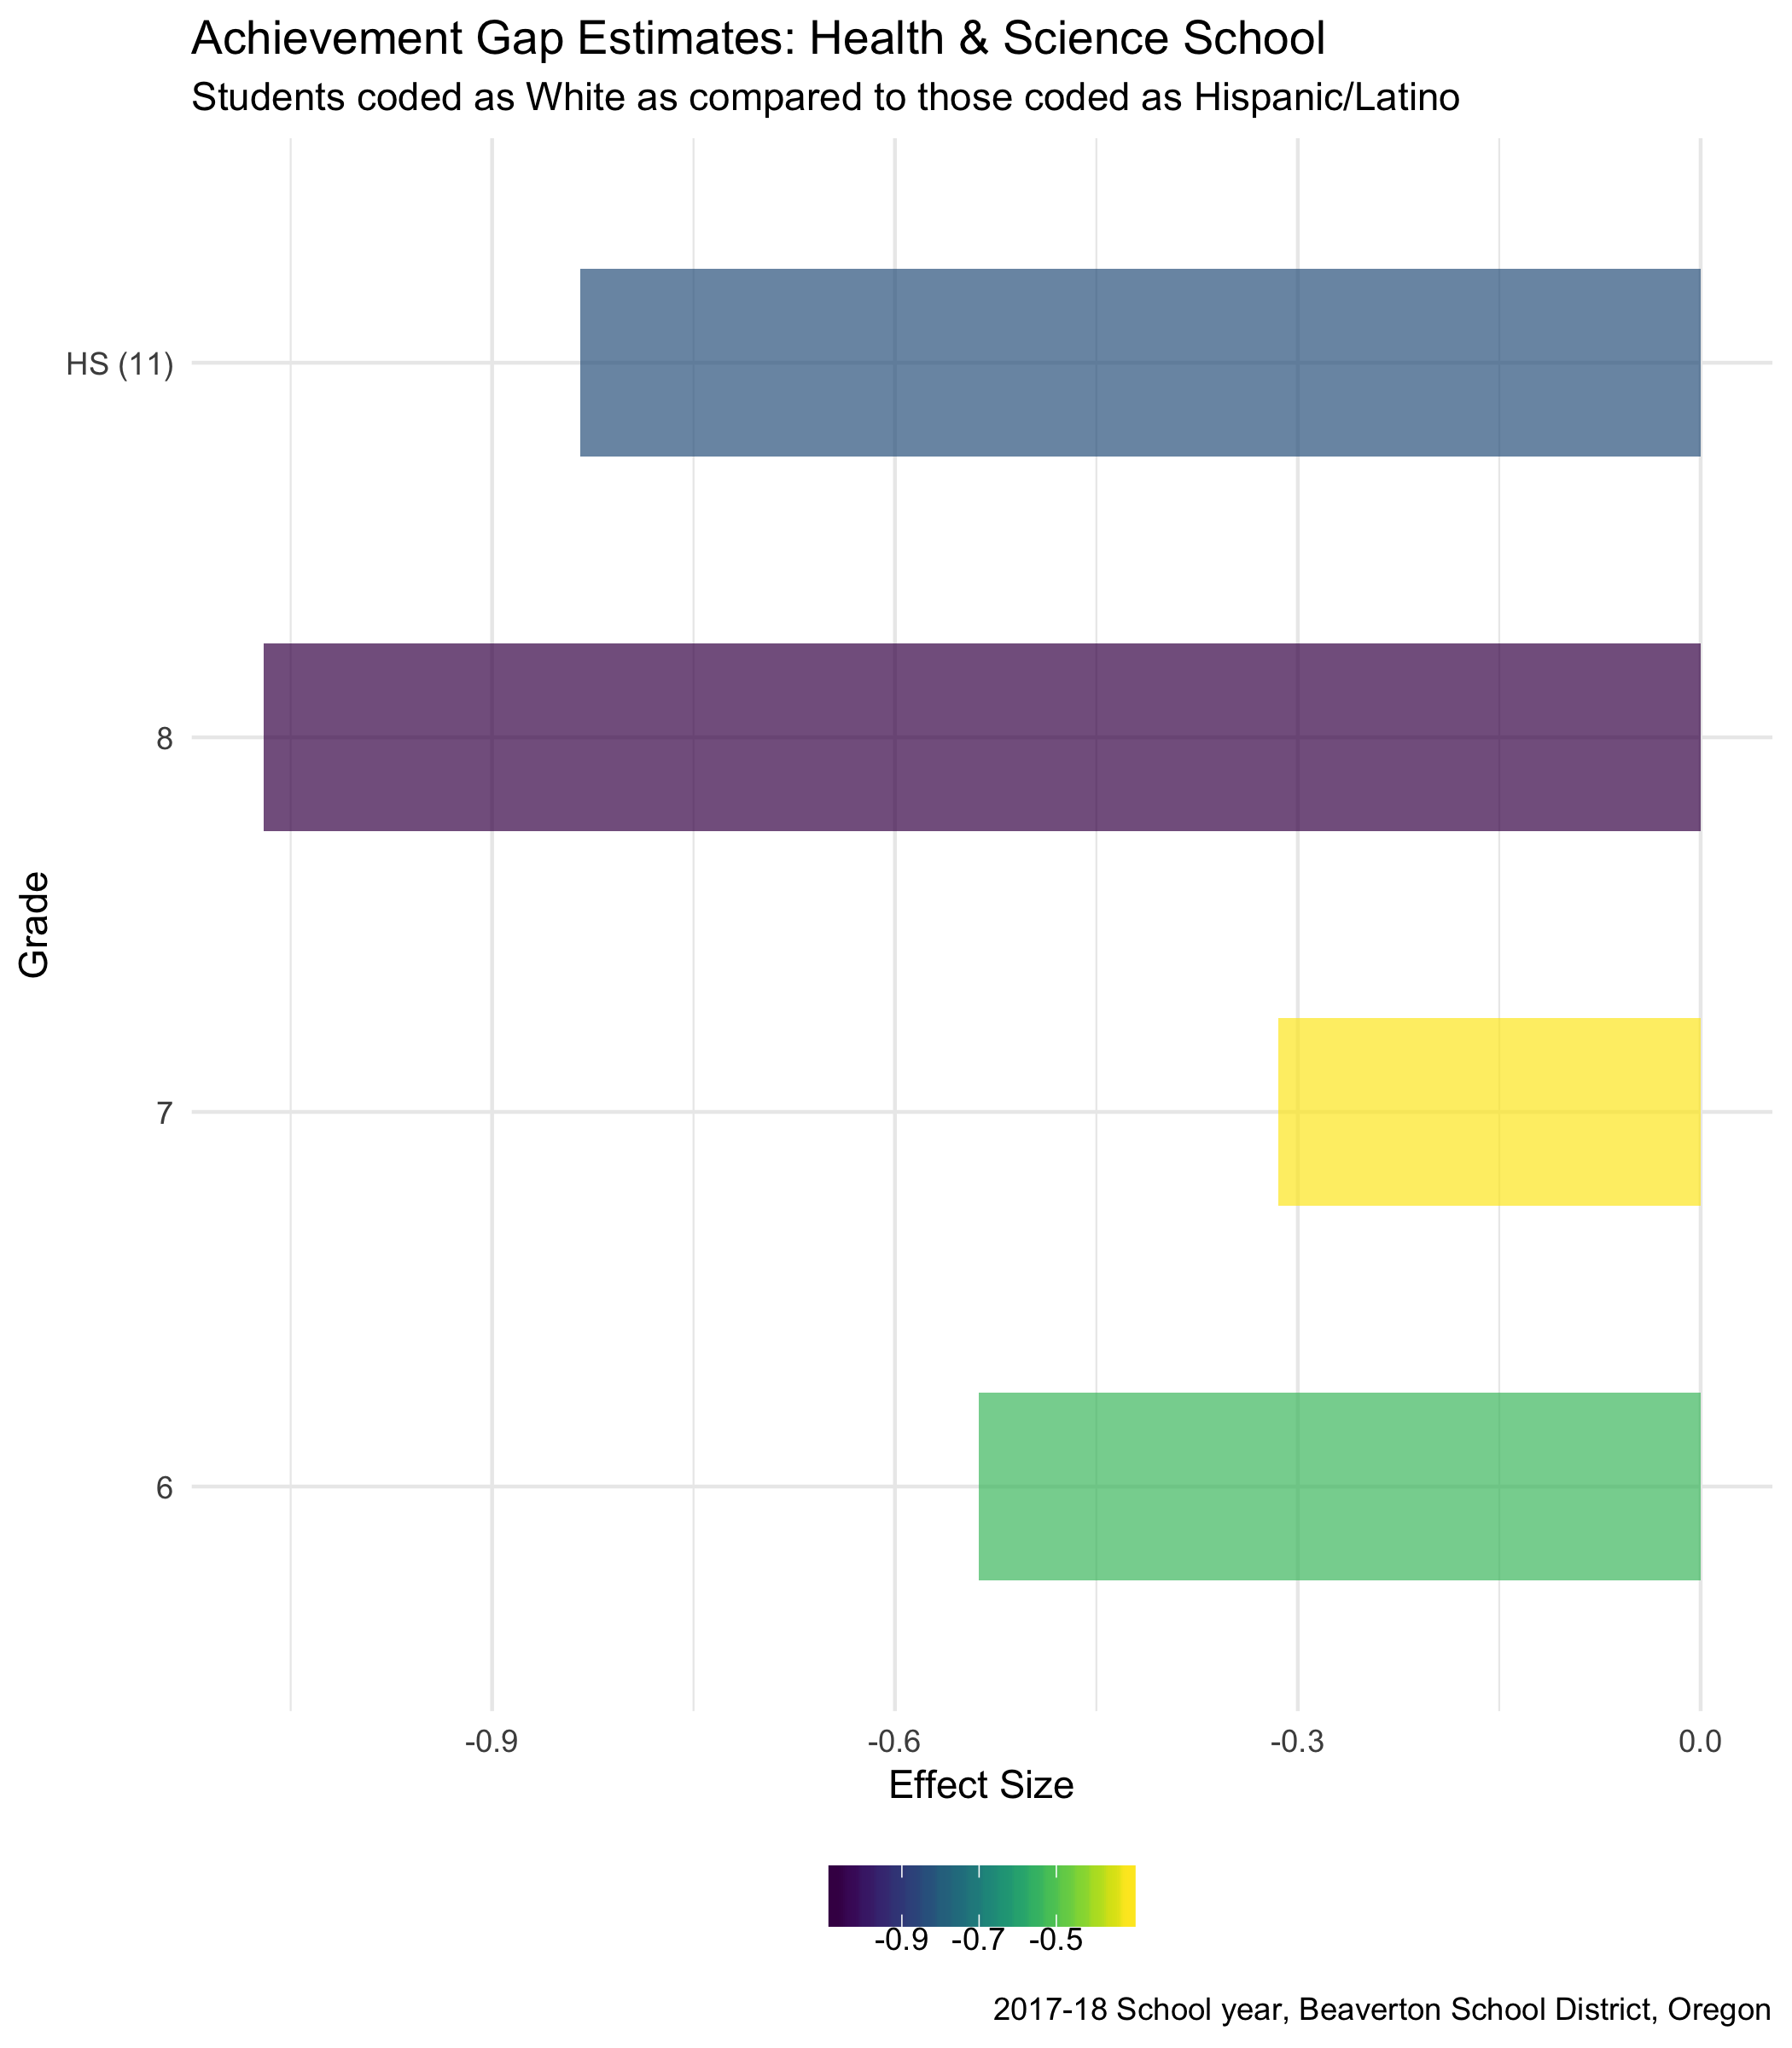 Achievement Gap Estimates: Health & Science School
Students coded as White as compared to those coded as Hispanic/Latino
HS (11)
8
7
6
Grade
-0.9
-0.6
-0.3
0.0
Effect Size
-0.9
-0.7
-0.5
2017-18 School year, Beaverton School District, Oregon